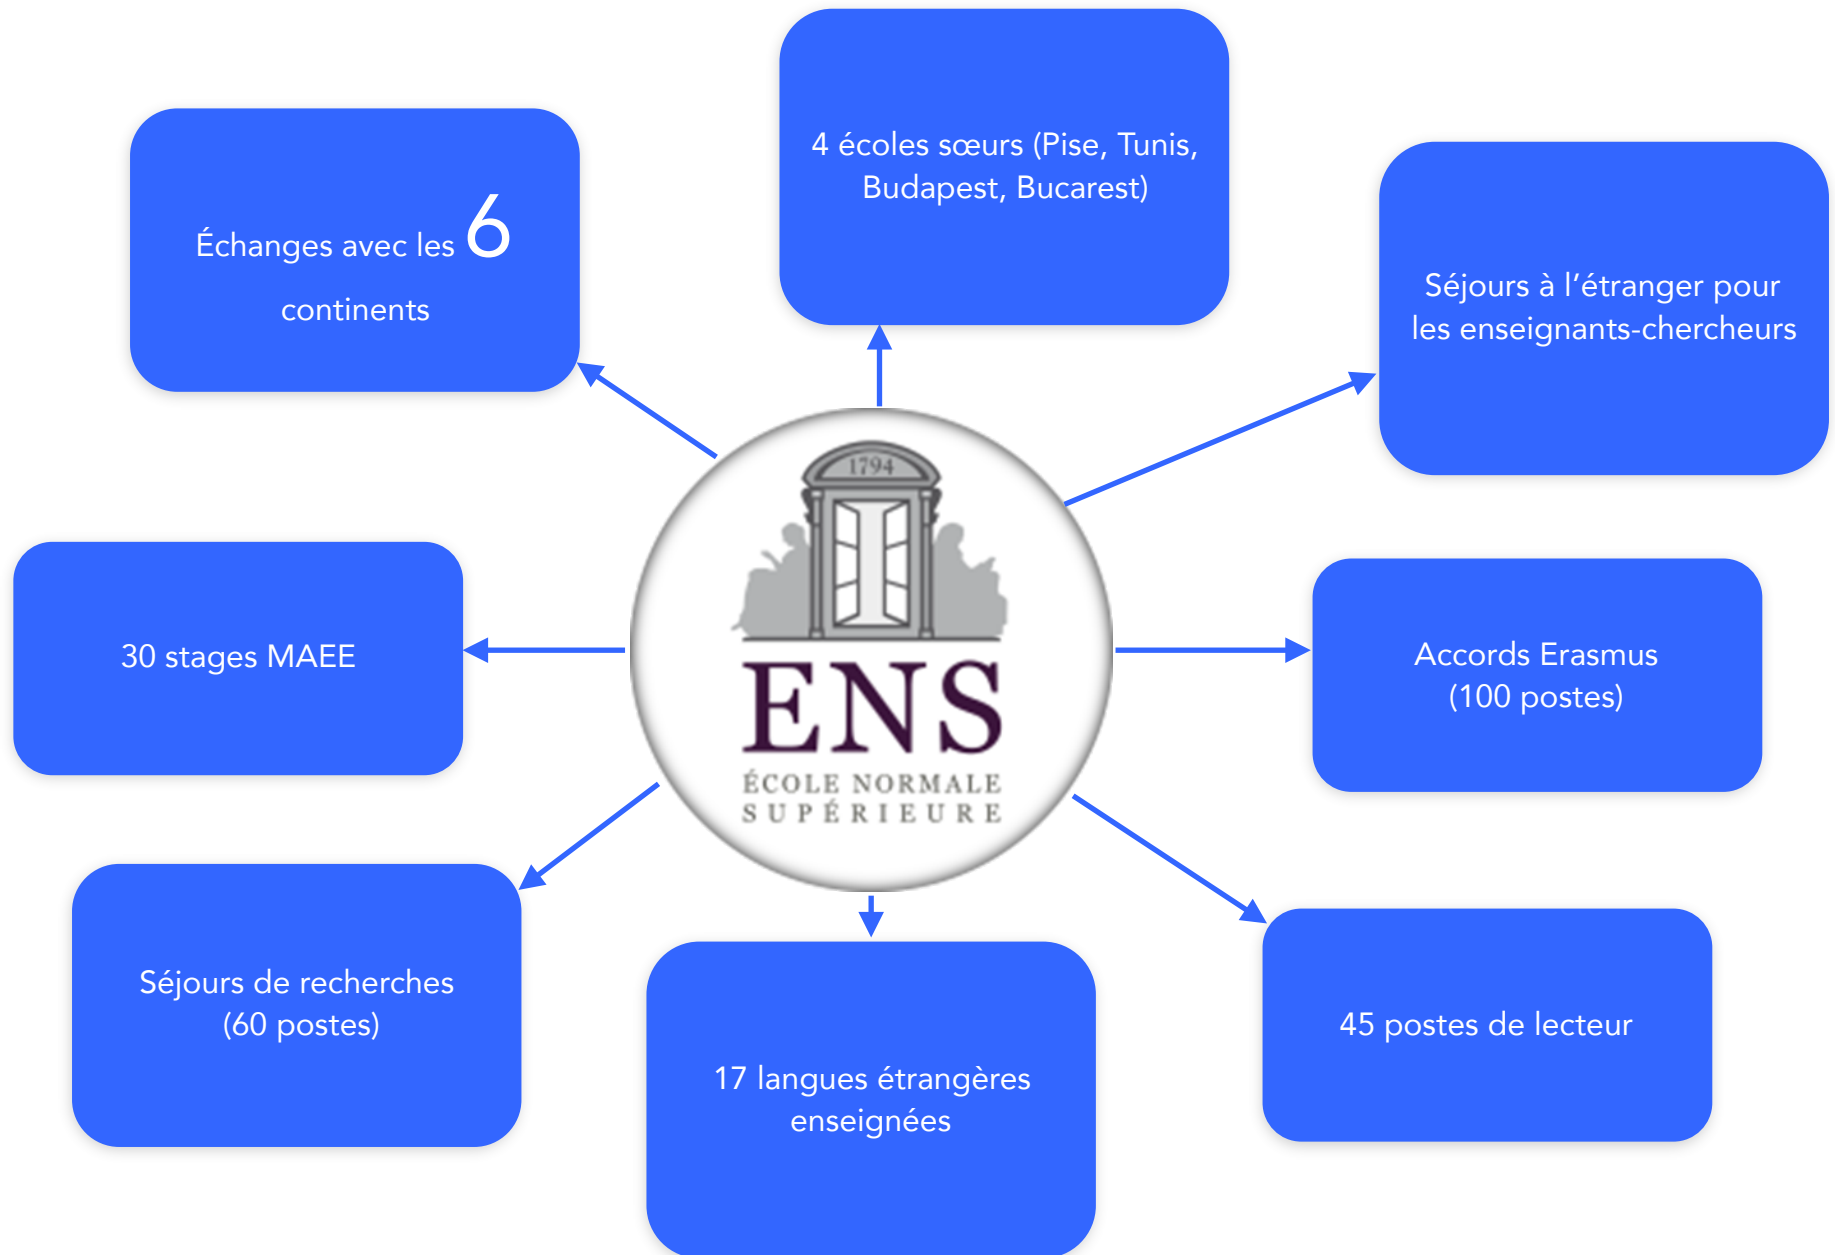 4 écoles sœurs (Pise, Tunis,
Budapest, Bucarest)
Échanges avec les 6
continents
Séjours à l’étranger pour
les enseignants-chercheurs
1794
ENS
ÉCOLE NORMALE
SUPÉRIEURE
30 stages MAEE
Accords Erasmus
(100 postes)
Séjours de recherches
(60 postes)
45 postes de lecteur
17 langues étrangères
enseignées